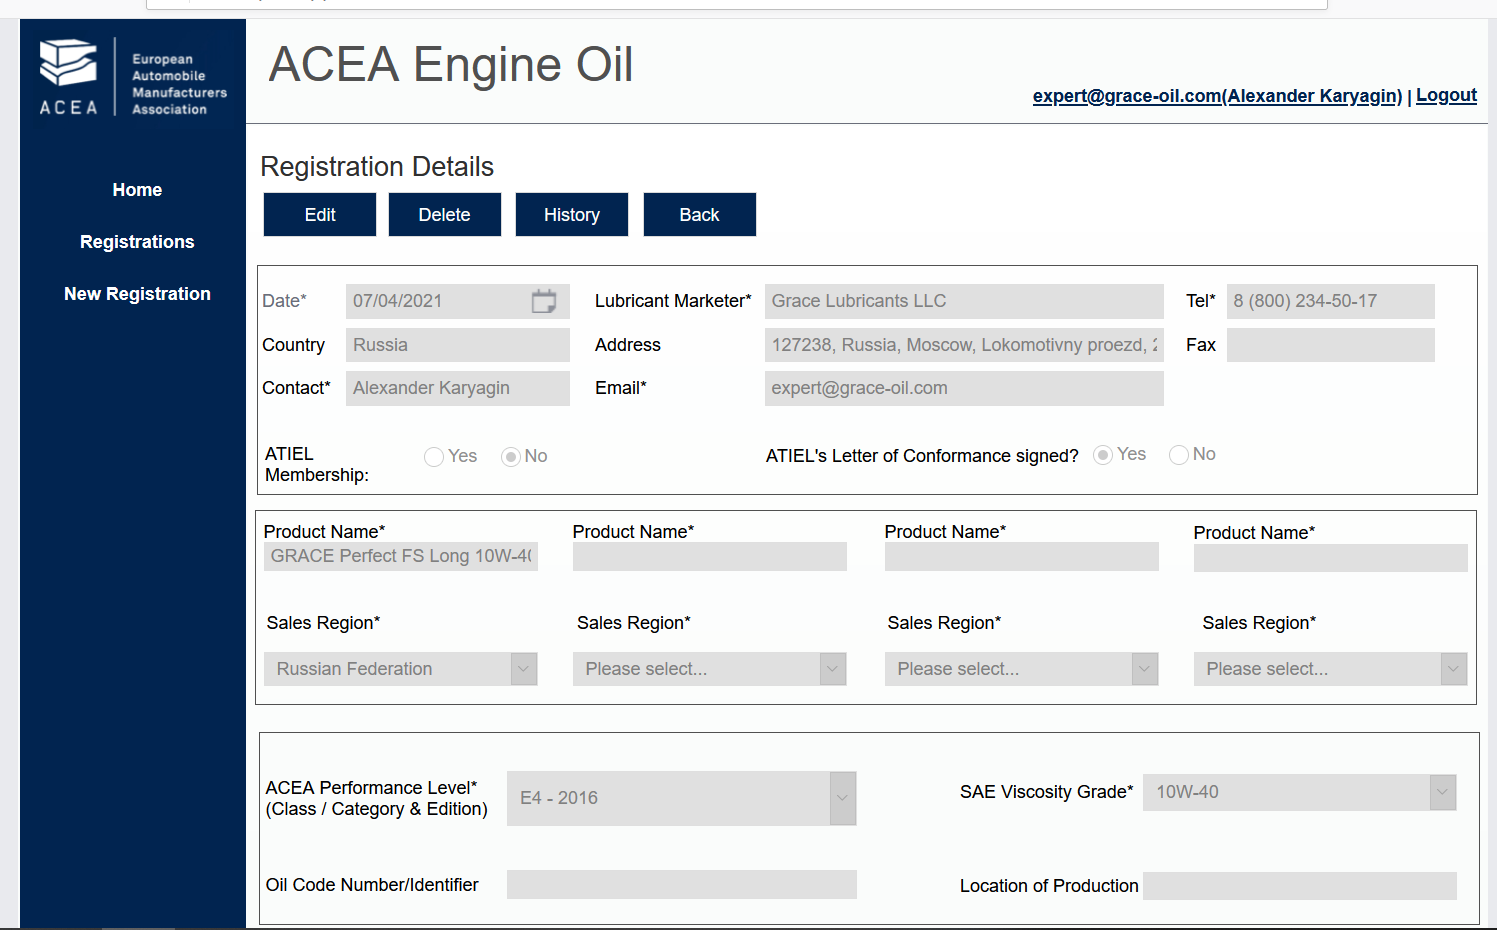 ACEA
European
Automobile
Manufacturers
Association
ACEA Engine Oil
expert@grace-oil.com(Alexander Karyagin) | Logout
Home
Registrations
New Registration
Registration Details
Edit Delete History Back
Date* 07/04/2021 Lubricant Marketer* Grace Lubricants LLC Tel* 8 (800) 234-50-17
Country Russia Address 127238, Russia, Moscow, Lokomotivny proezd, Fax
Contact* Alexander Karyagin Email* expert@grace-oil.com
ATIEL
Membership: Yes No ATIEL's Letter of Conformance signed? Yes No
Product Name* Product Name* Product Name* Product Name*
GRACE Perfect FS Long 10W-40
Sales Region* Sales Region* Sales Region* Sales Region*
Russian Federation Please select... Please select... Please select...
ACEA Performance Level*
(Class / Category & Edition) E4 - 2016 SAE Viscosity Grade* 10W-40
Oil Code Number/Identifier Location of Production